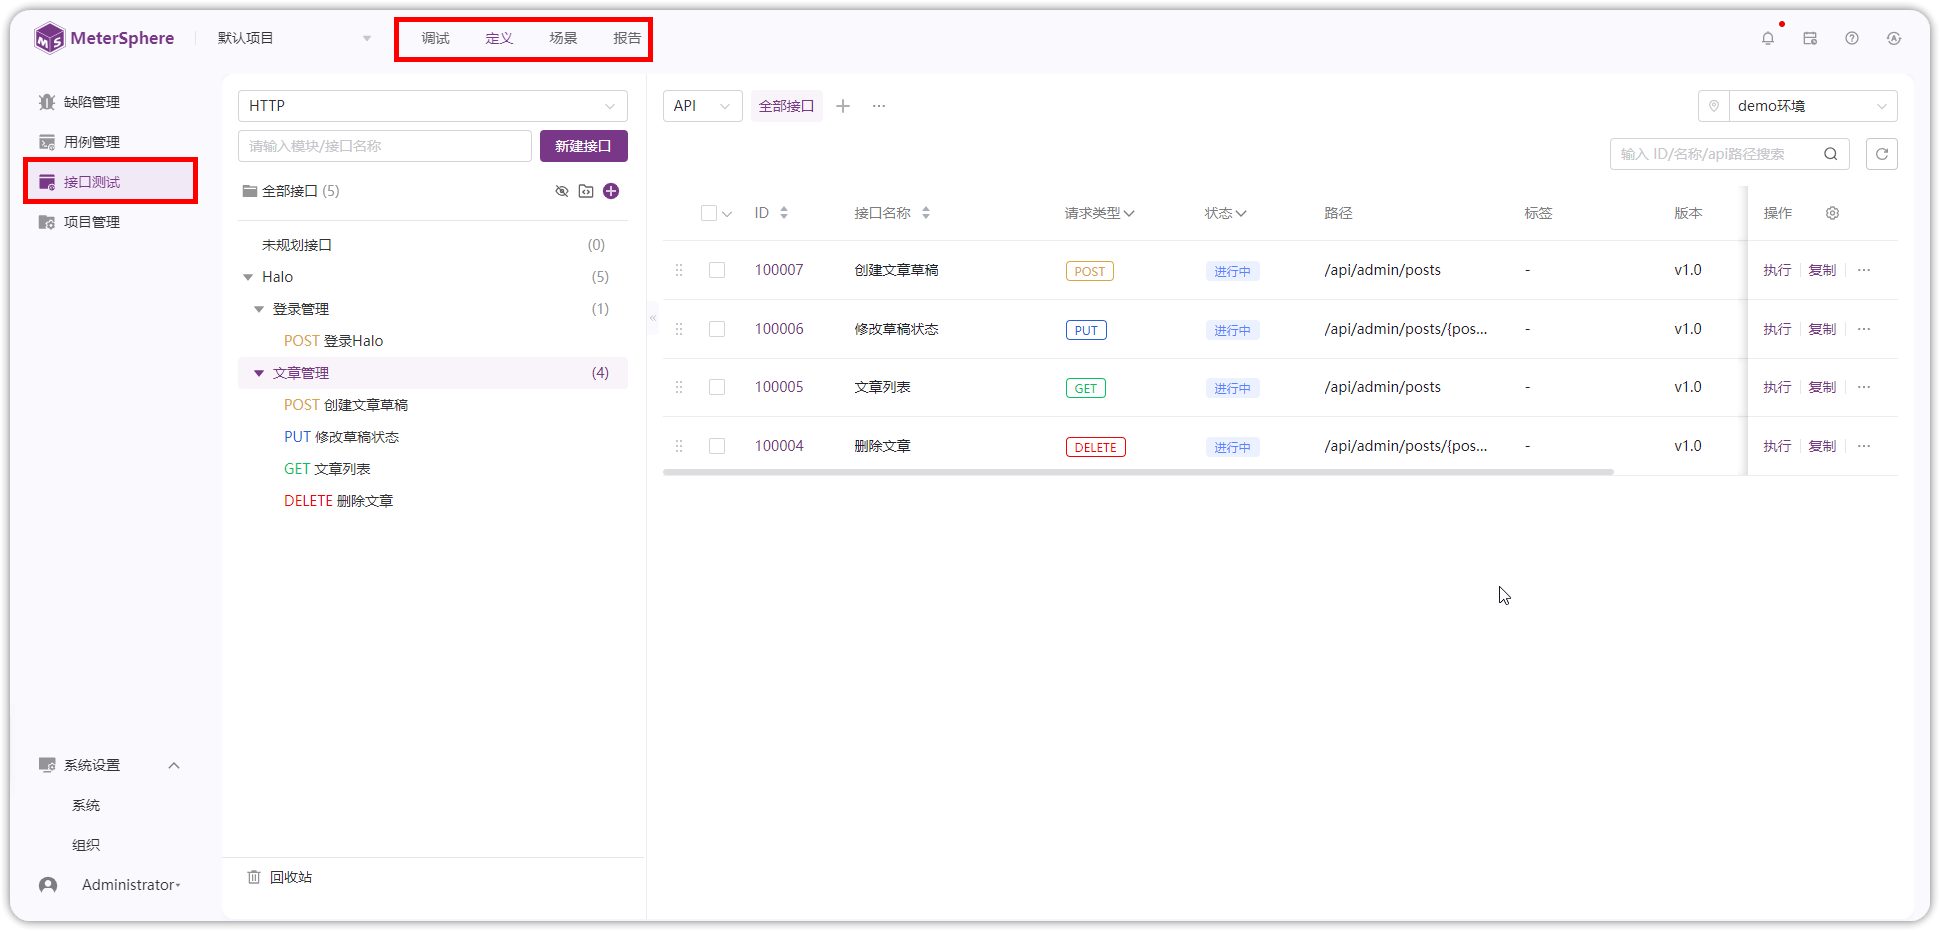 MeterSphere 默认项目 调试 定义 场景 报告
缺陷管理
用例管理
接口测试
项目管理
系统设置
系统
组织
Administrator
HTTP
请输入模块/接口名称 新建接口
全部接口 (5)
未规划接口 (0)
Halo (5)
登录管理 (1)
POST 登录Halo
文章管理 (4)
POST 创建文章草稿
PUT 修改草稿状态
GET 文章列表
DELETE 删除文章
回收站
API 全部接口 demo环境
输入 ID/名称/api路径搜索
ID 接口名称 请求类型 状态 路径 标签 版本 操作
100007 创建文章草稿 POST 进行中 /api/admin/posts - v1.0 执行 复制 ...
100006 修改草稿状态 PUT 进行中 /api/admin/posts/{pos... - v1.0 执行 复制 ...
100005 文章列表 GET 进行中 /api/admin/posts - v1.0 执行 复制 ...
100004 删除文章 DELETE 进行中 /api/admin/posts/{pos... - v1.0 执行 复制 ...